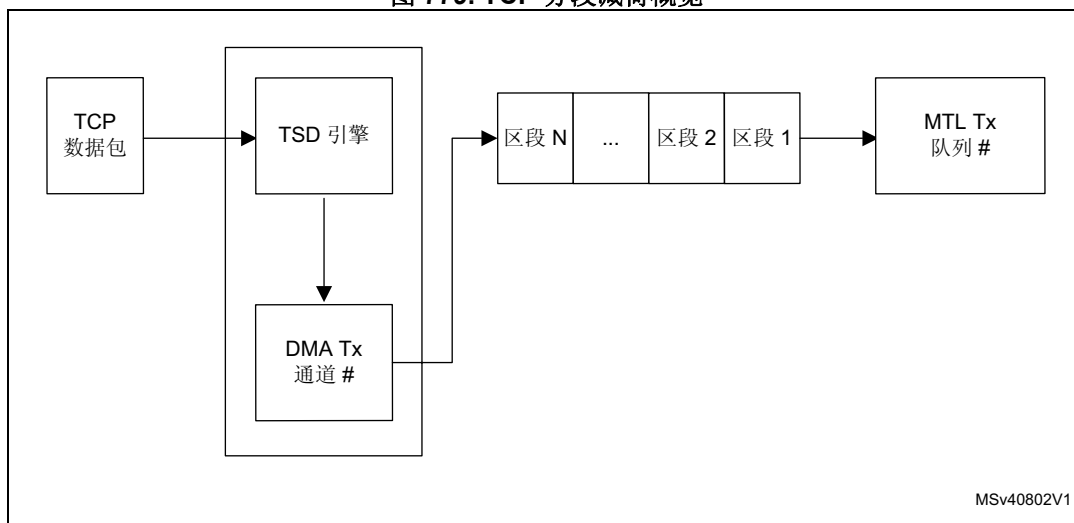 TCP
数据包
TSD 引擎
DMA Tx
通道 #
区段 N
...
区段 2
区段 1
MTL Tx
队列 #
MSv40802V1